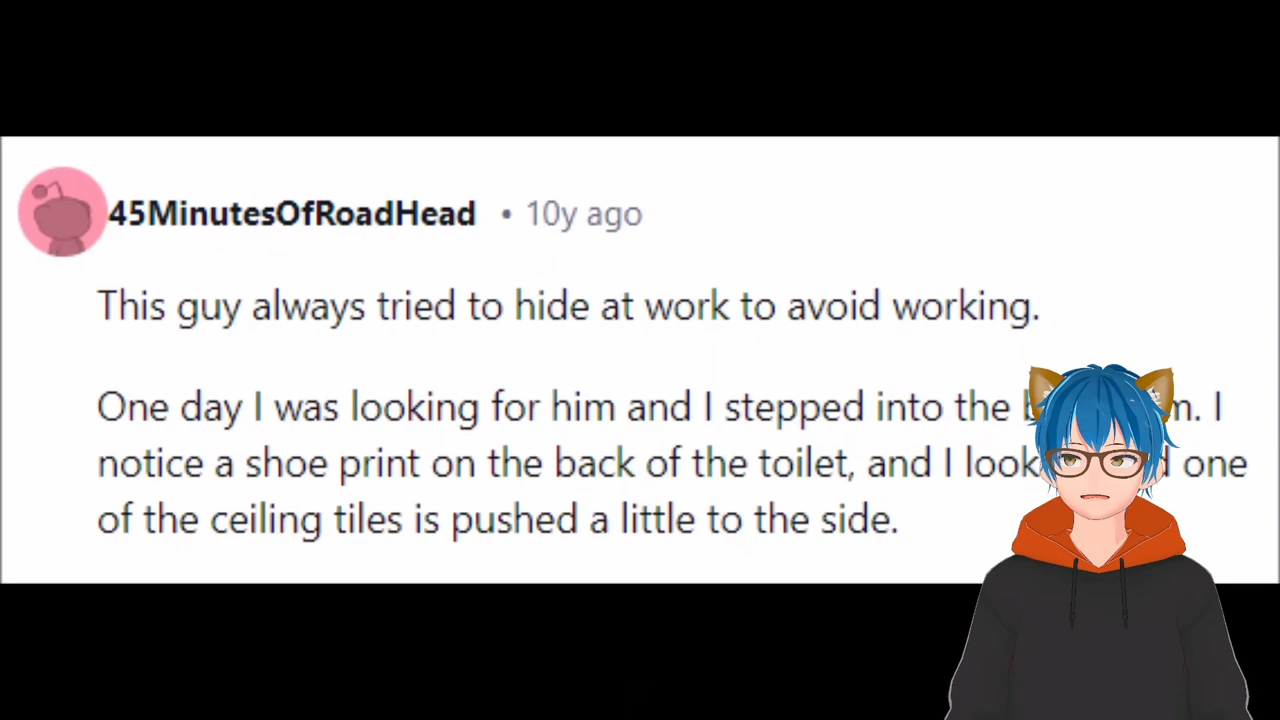 45MinutesOfRoadHead • 10y ago
This guy always tried to hide at work to avoid working.
One day I was looking for him and I stepped into the I
notice a shoe print on the back of the toilet, and I one
of the ceiling tiles is pushed a little to the side.